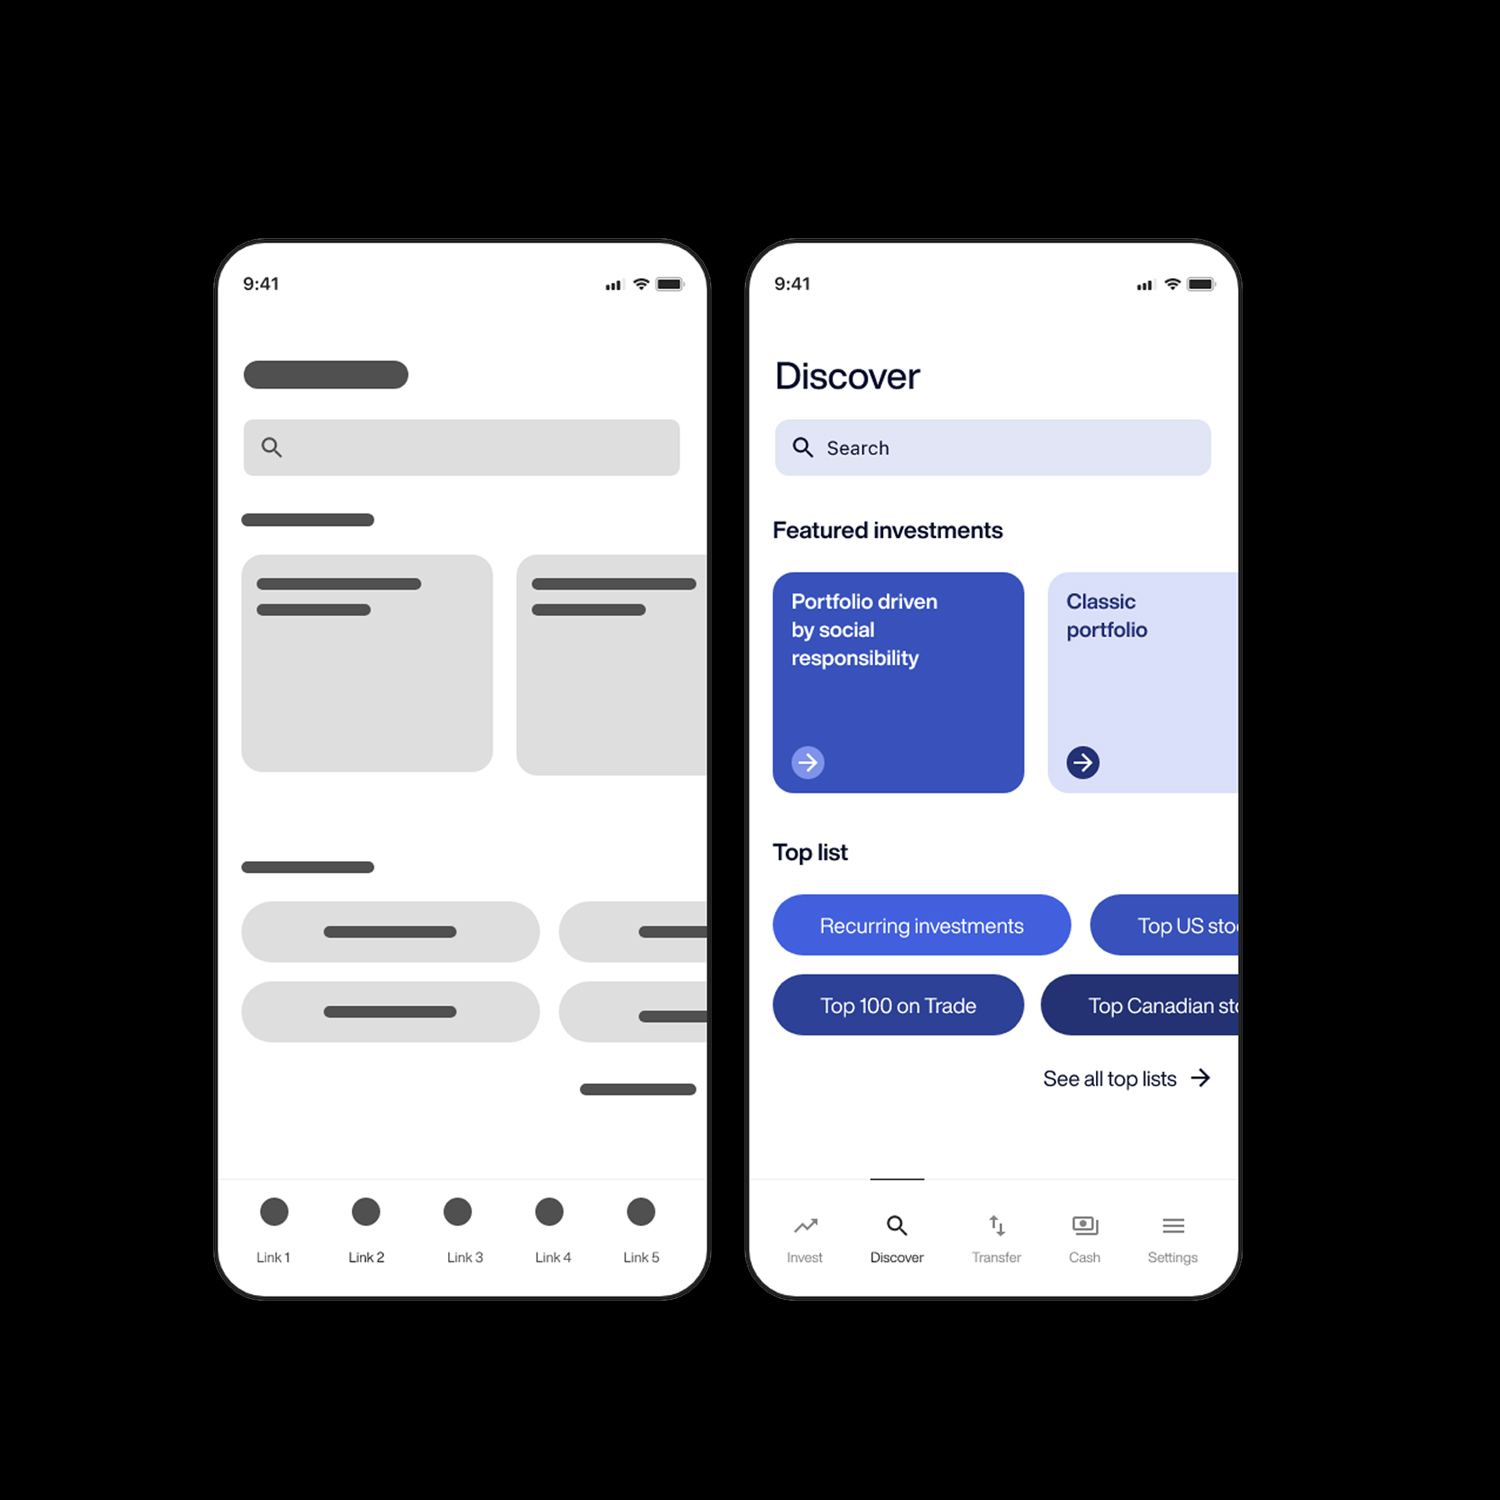 9:41
Link 1
Link 2
Link 3
Link 4
Link 5
9:41
Discover
Search
Featured investments
Portfolio driven
by social
responsibility
Classic
portfolio
Top list
Recurring investments
Top US
Top 100 on Trade
Top Canadian
See all top lists
Invest
Discover
Transfer
Cash
Settings